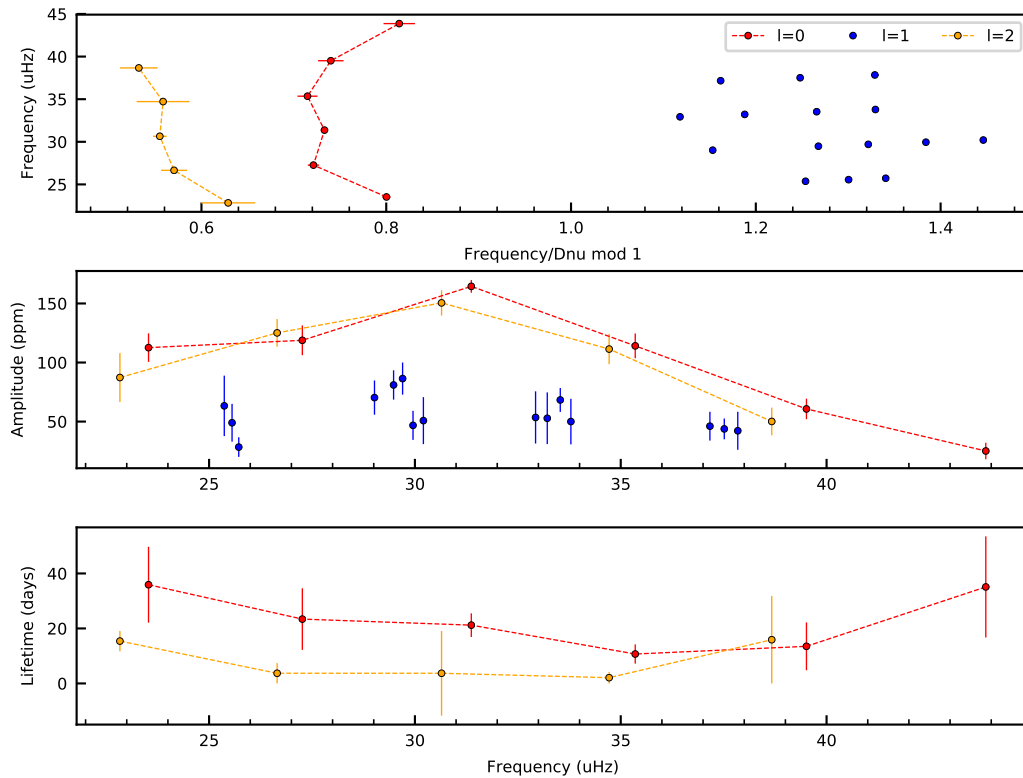 45
40
35
30
25
Frequency (uHz)
l=0 l=1 l=2
0.6 0.8 1.0 1.2 1.4
Frequency/Dnu mod 1
150
100
50
Amplitude (ppm)
25 30 35 40
40
20
0
Lifetime (days)
25 30 35 40
Frequency (uHz)